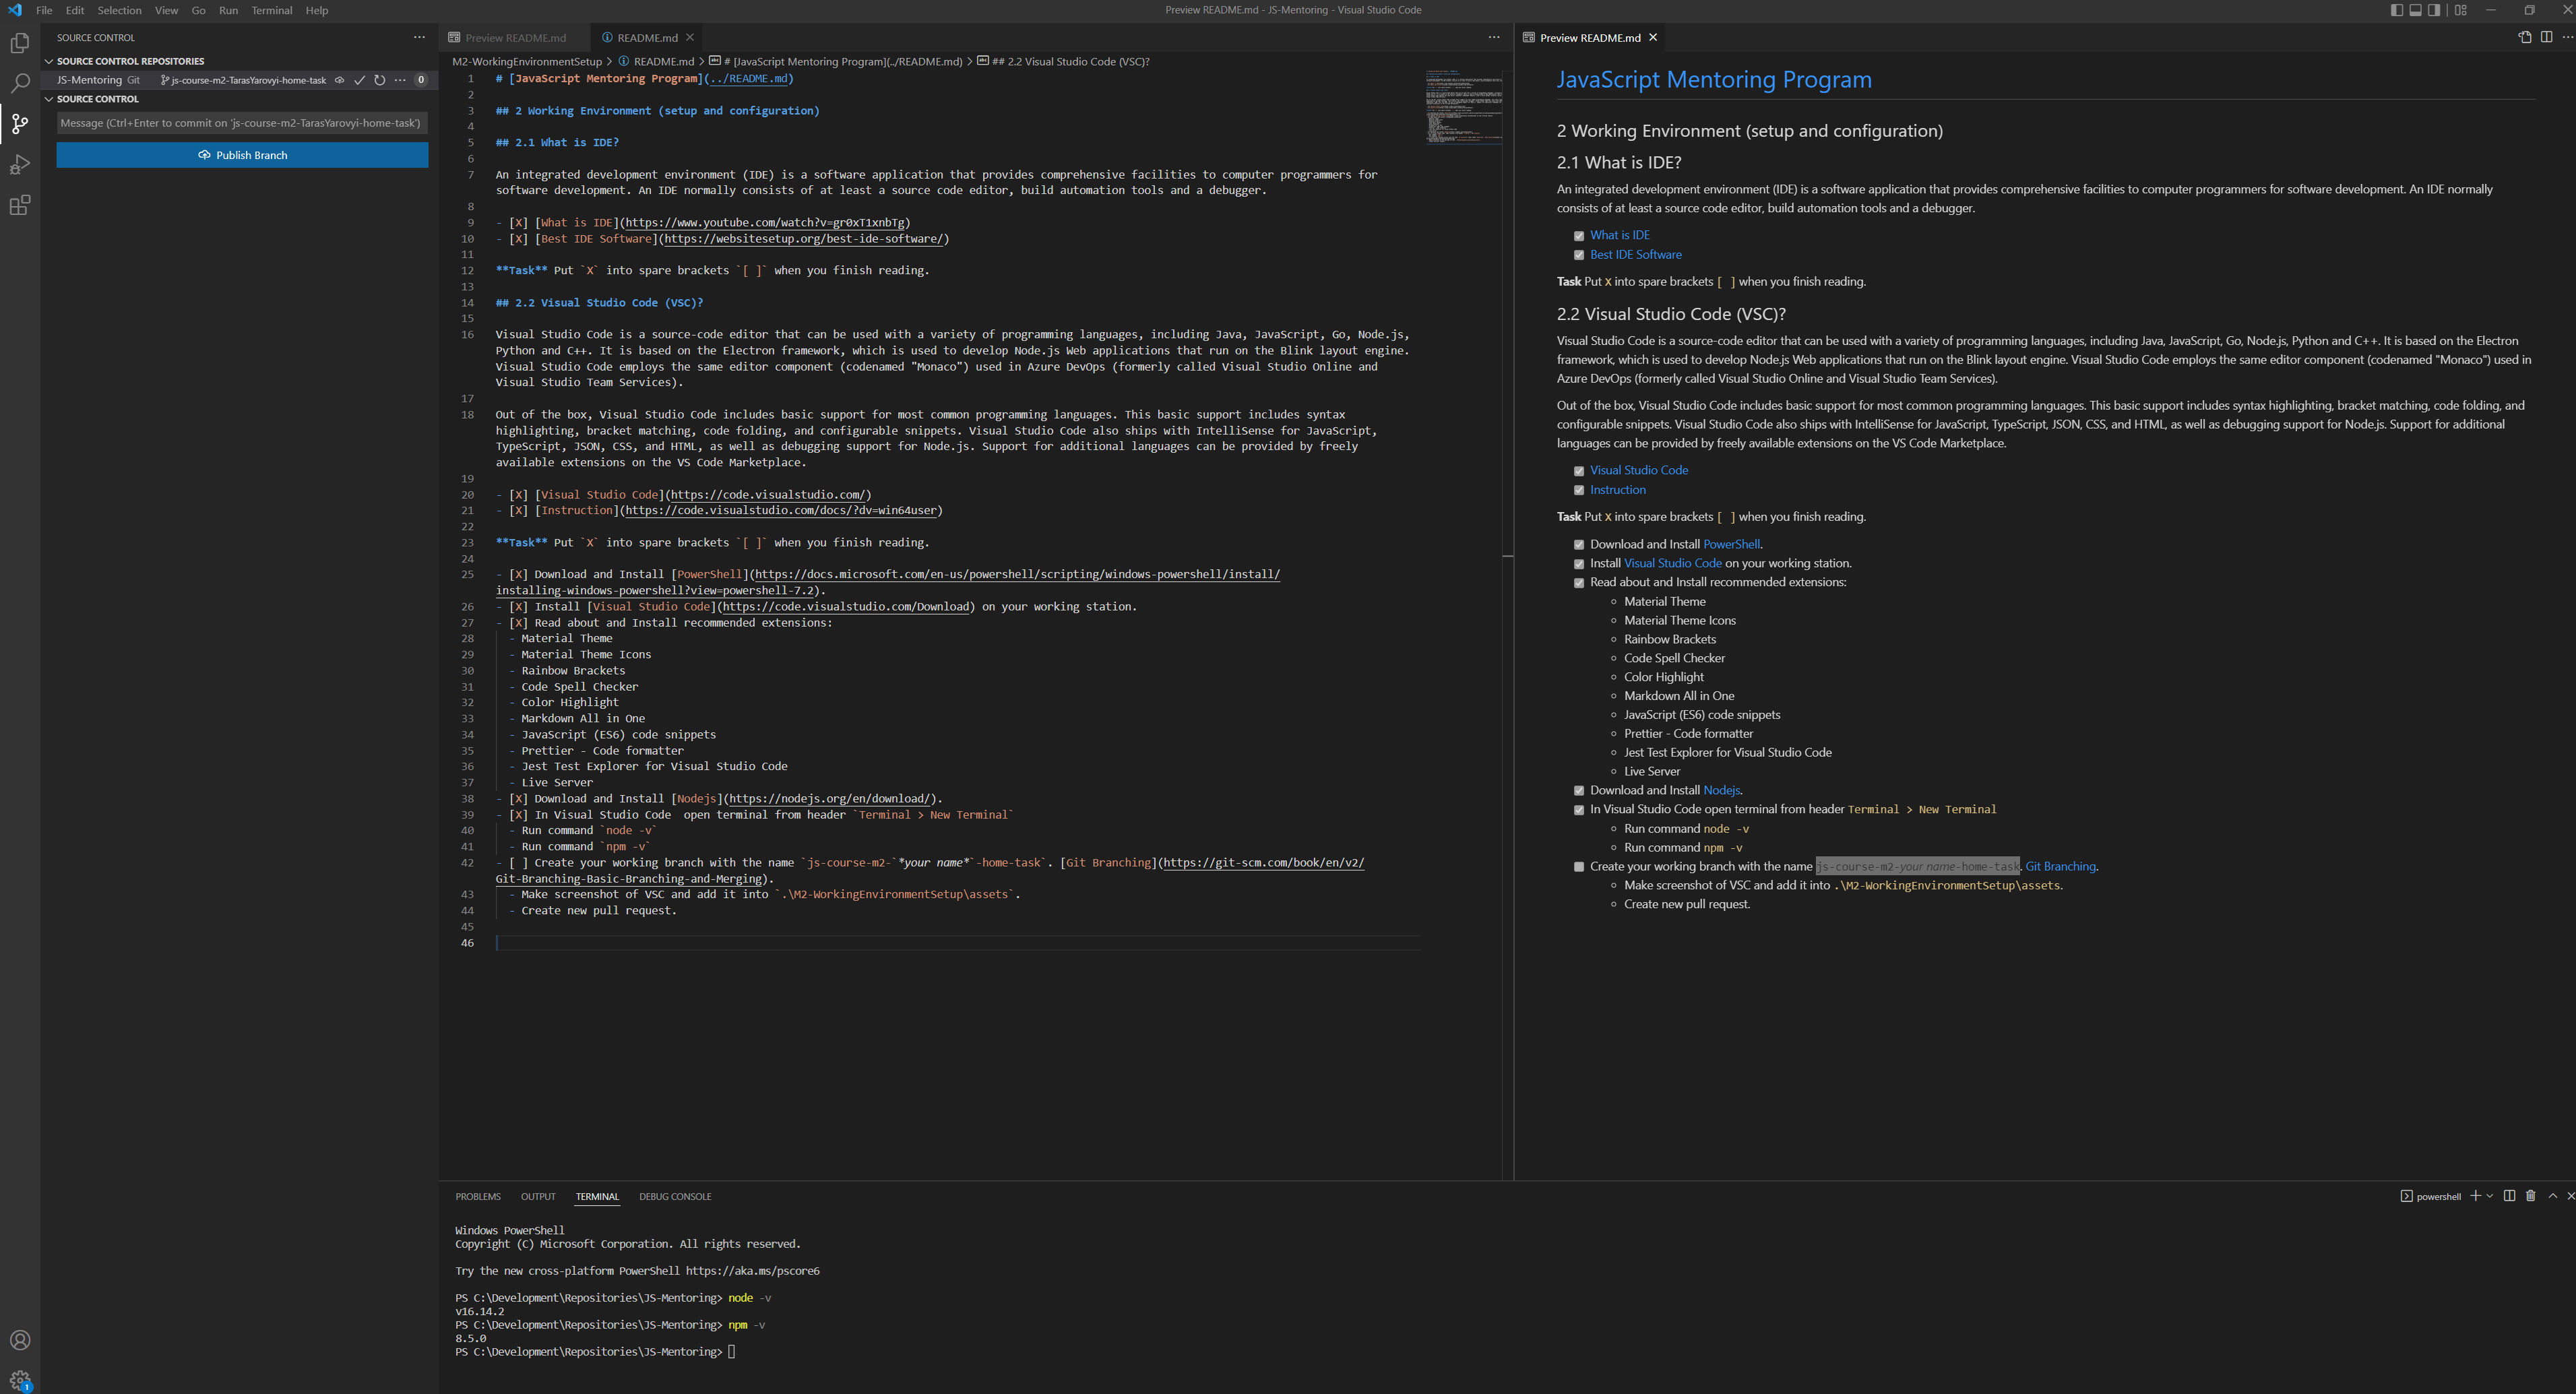 File Edit Selection View Go Run Terminal Help
Preview README.md - JS-Mentoring - Visual Studio Code
SOURCE CONTROL
SOURCE CONTROL REPOSITORIES
JS-Mentoring Git js-course-m2-TarasYarovyi-home-task 0
SOURCE CONTROL
Message (Ctrl+Enter to commit on 'js-course-m2-TarasYarovyi-home-task')
Publish Branch
1
Preview README.md README.md
M2-WorkingEnvironmentSetup > README.md > # [JavaScript Mentoring Program](../README.md) > ## 2.2 Visual Studio Code (VSC)?
1 # [JavaScript Mentoring Program](../README.md)
2
3 ## 2 Working Environment (setup and configuration)
4
5 ## 2.1 What is IDE?
6
7 An integrated development environment (IDE) is a software application that provides comprehensive facilities to computer programmers for
software development. An IDE normally consists of at least a source code editor, build automation tools and a debugger.
8
9 - [X] [What is IDE](https://www.youtube.com/watch?v=gr0xT1xnbTg)
10 - [X] [Best IDE Software](https://websitesetup.org/best-ide-software/)
11
12 **Task** Put `X` into spare brackets `[ ]` when you finish reading.
13
14 ## 2.2 Visual Studio Code (VSC)?
15
16 Visual Studio Code is a source-code editor that can be used with a variety of programming languages, including Java, JavaScript, Go, Node.js,
Python and C++. It is based on the Electron framework, which is used to develop Node.js Web applications that run on the Blink layout engine.
Visual Studio Code employs the same editor component (codenamed "Monaco") used in Azure DevOps (formerly called Visual Studio Online and
Visual Studio Team Services).
17
18 Out of the box, Visual Studio Code includes basic support for most common programming languages. This basic support includes syntax
highlighting, bracket matching, code folding, and configurable snippets. Visual Studio Code also ships with IntelliSense for JavaScript,
TypeScript, JSON, CSS, and HTML, as well as debugging support for Node.js. Support for additional languages can be provided by freely
available extensions on the VS Code Marketplace.
19
20 - [X] [Visual Studio Code](https://code.visualstudio.com/)
21 - [X] [Instruction](https://code.visualstudio.com/docs/?dv=win64user)
22
23 **Task** Put `X` into spare brackets `[ ]` when you finish reading.
24
25 - [X] Download and Install [PowerShell](https://docs.microsoft.com/en-us/powershell/scripting/windows-powershell/install/
installing-windows-powershell?view=powershell-7.2).
26 - [X] Install [Visual Studio Code](https://code.visualstudio.com/Download) on your working station.
27 - [X] Read about and Install recommended extensions:
28 - Material Theme
29 - Material Theme Icons
30 - Rainbow Brackets
31 - Code Spell Checker
32 - Color Highlight
33 - Markdown All in One
34 - JavaScript (ES6) code snippets
35 - Prettier - Code formatter
36 - Jest Test Explorer for Visual Studio Code
37 - Live Server
38 - [X] Download and Install [Nodejs](https://nodejs.org/en/download/).
39 - [X] In Visual Studio Code  open terminal from header `Terminal > New Terminal`
40 - Run command `node -v`
41 - Run command `npm -v`
42 - [ ] Create your working branch with the name `js-course-m2-`*your name*`-home-task`. [Git Branching](https://git-scm.com/book/en/v2/
Git-Branching-Basic-Branching-and-Merging).
43 - Make screenshot of VSC and add it into `.\M2-WorkingEnvironmentSetup\assets`.
44 - Create new pull request.
45
46
Preview README.md
JavaScript Mentoring Program
2 Working Environment (setup and configuration)
2.1 What is IDE?
An integrated development environment (IDE) is a software application that provides comprehensive facilities to computer programmers for software development. An IDE normally
consists of at least a source code editor, build automation tools and a debugger.
What is IDE
Best IDE Software
Task Put X into spare brackets [ ] when you finish reading.
2.2 Visual Studio Code (VSC)?
Visual Studio Code is a source-code editor that can be used with a variety of programming languages, including Java, JavaScript, Go, Node.js, Python and C++. It is based on the Electron
framework, which is used to develop Node.js Web applications that run on the Blink layout engine. Visual Studio Code employs the same editor component (codenamed "Monaco") used in
Azure DevOps (formerly called Visual Studio Online and Visual Studio Team Services).
Out of the box, Visual Studio Code includes basic support for most common programming languages. This basic support includes syntax highlighting, bracket matching, code folding, and
configurable snippets. Visual Studio Code also ships with IntelliSense for JavaScript, TypeScript, JSON, CSS, and HTML, as well as debugging support for Node.js. Support for additional
languages can be provided by freely available extensions on the VS Code Marketplace.
Visual Studio Code
Instruction
Task Put X into spare brackets [ ] when you finish reading.
Download and Install PowerShell.
Install Visual Studio Code on your working station.
Read about and Install recommended extensions:
Material Theme
Material Theme Icons
Rainbow Brackets
Code Spell Checker
Color Highlight
Markdown All in One
JavaScript (ES6) code snippets
Prettier - Code formatter
Jest Test Explorer for Visual Studio Code
Live Server
Download and Install Nodejs.
In Visual Studio Code open terminal from header Terminal > New Terminal
Run command node -v
Run command npm -v
Create your working branch with the name js-course-m2-your name-home-task. Git Branching.
Make screenshot of VSC and add it into .\M2-WorkingEnvironmentSetup\assets.
Create new pull request.
PROBLEMS OUTPUT TERMINAL DEBUG CONSOLE
powershell
Windows PowerShell
Copyright (C) Microsoft Corporation. All rights reserved.
Try the new cross-platform PowerShell https://aka.ms/pscore6
PS C:\Development\Repositories\JS-Mentoring> node -v
v16.14.2
PS C:\Development\Repositories\JS-Mentoring> npm -v
8.5.0
PS C:\Development\Repositories\JS-Mentoring>